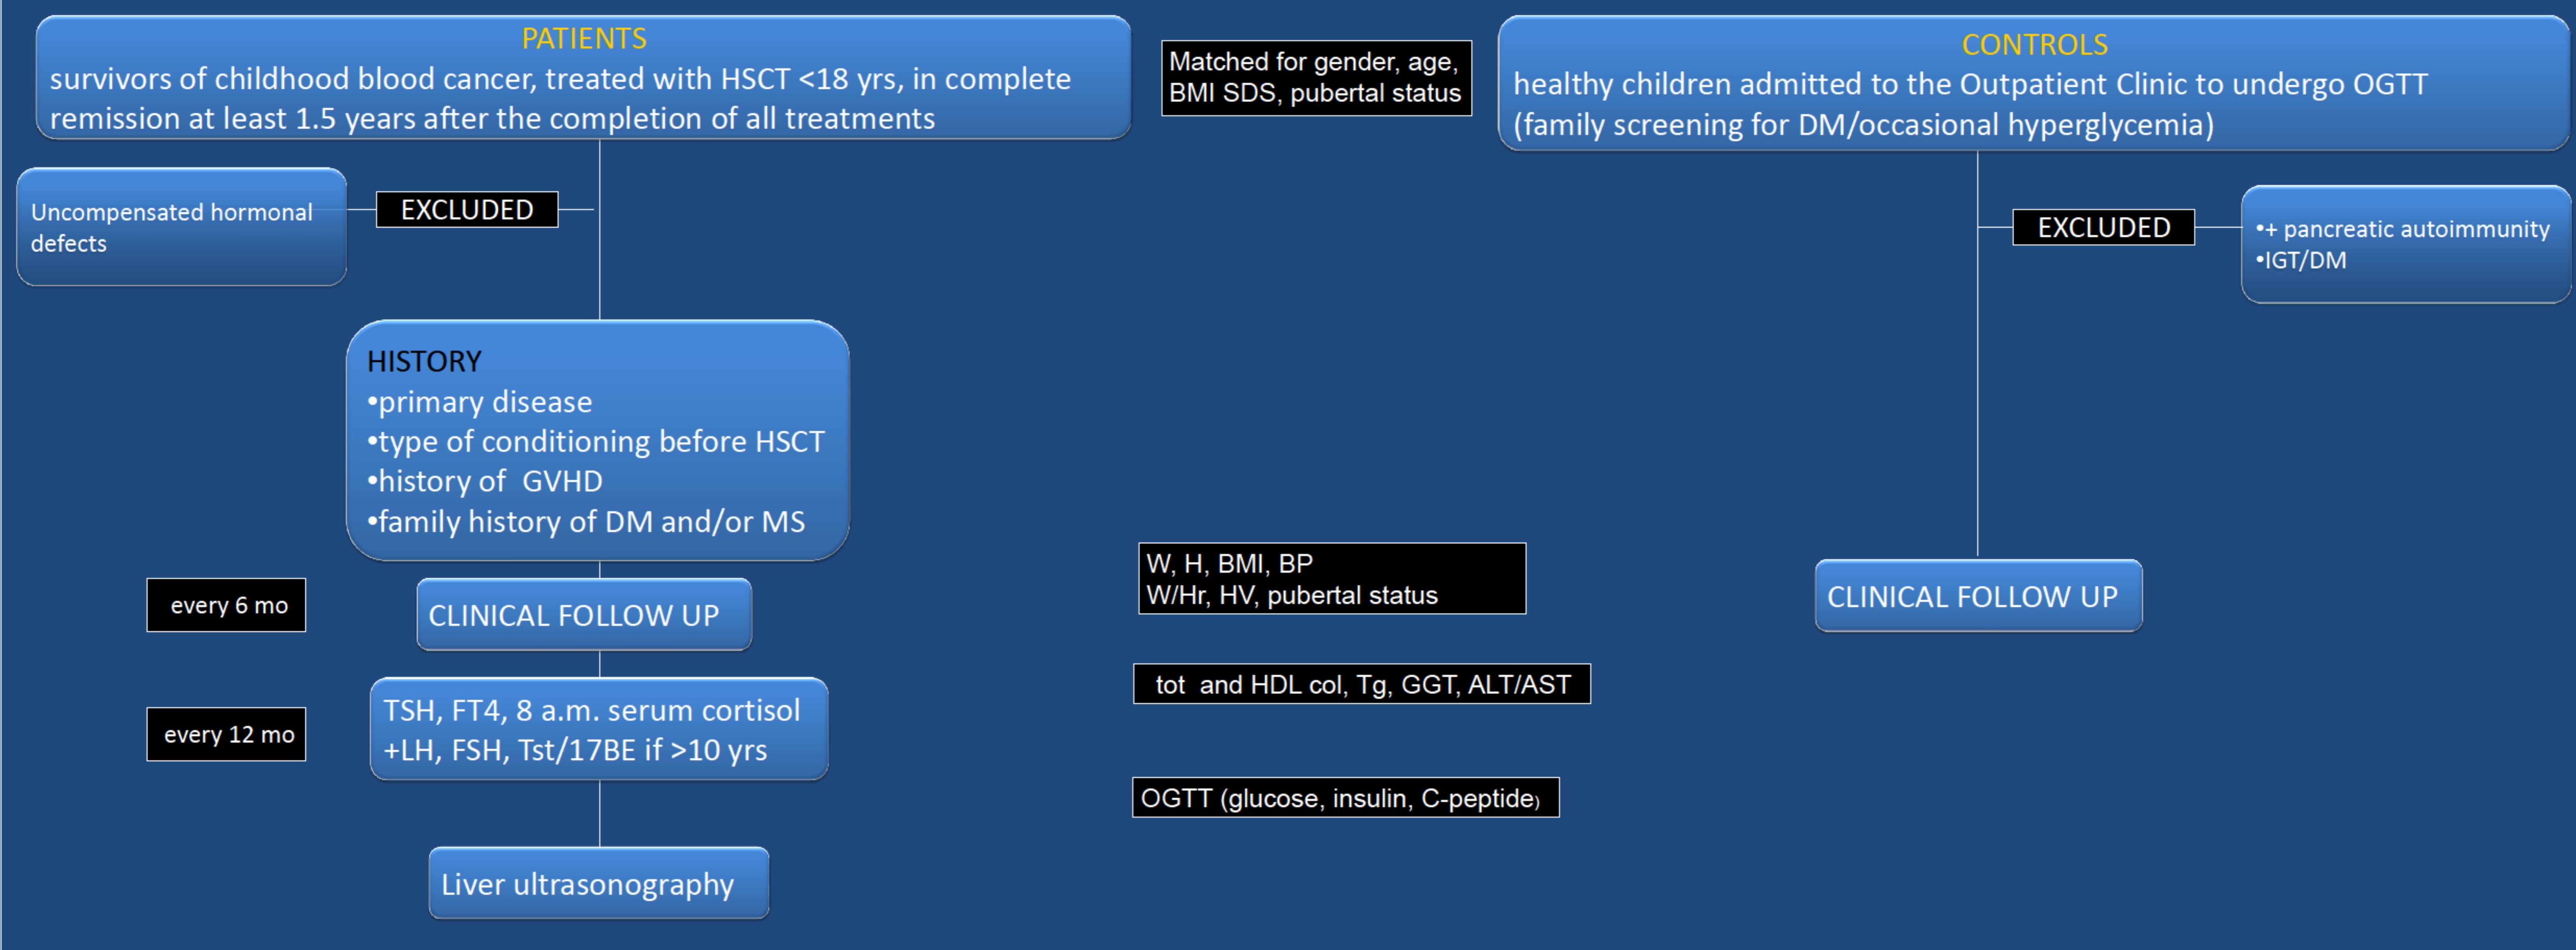 PATIENTS
survivors of childhood blood cancer, treated with HSCT <18 yrs, in complete
remission at least 1.5 years after the completion of all treatments
Matched for gender, age,
BMI SDS, pubertal status
CONTROLS
healthy children admitted to the Outpatient Clinic to undergo OGTT
(family screening for DM/occasional hyperglycemia)
Uncompensated hormonal
defects
EXCLUDED
EXCLUDED
•+ pancreatic autoimmunity
•IGT/DM
HISTORY
•primary disease
•type of conditioning before HSCT
•history of  GVHD
•family history of DM and/or MS
every 6 mo
CLINICAL FOLLOW UP
W, H, BMI, BP
W/Hr, HV, pubertal status
CLINICAL FOLLOW UP
every 12 mo
TSH, FT4, 8 a.m. serum cortisol
+LH, FSH, Tst/17BE if >10 yrs
tot  and HDL col, Tg, GGT, ALT/AST
OGTT (glucose, insulin, C-peptide)
Liver ultrasonography